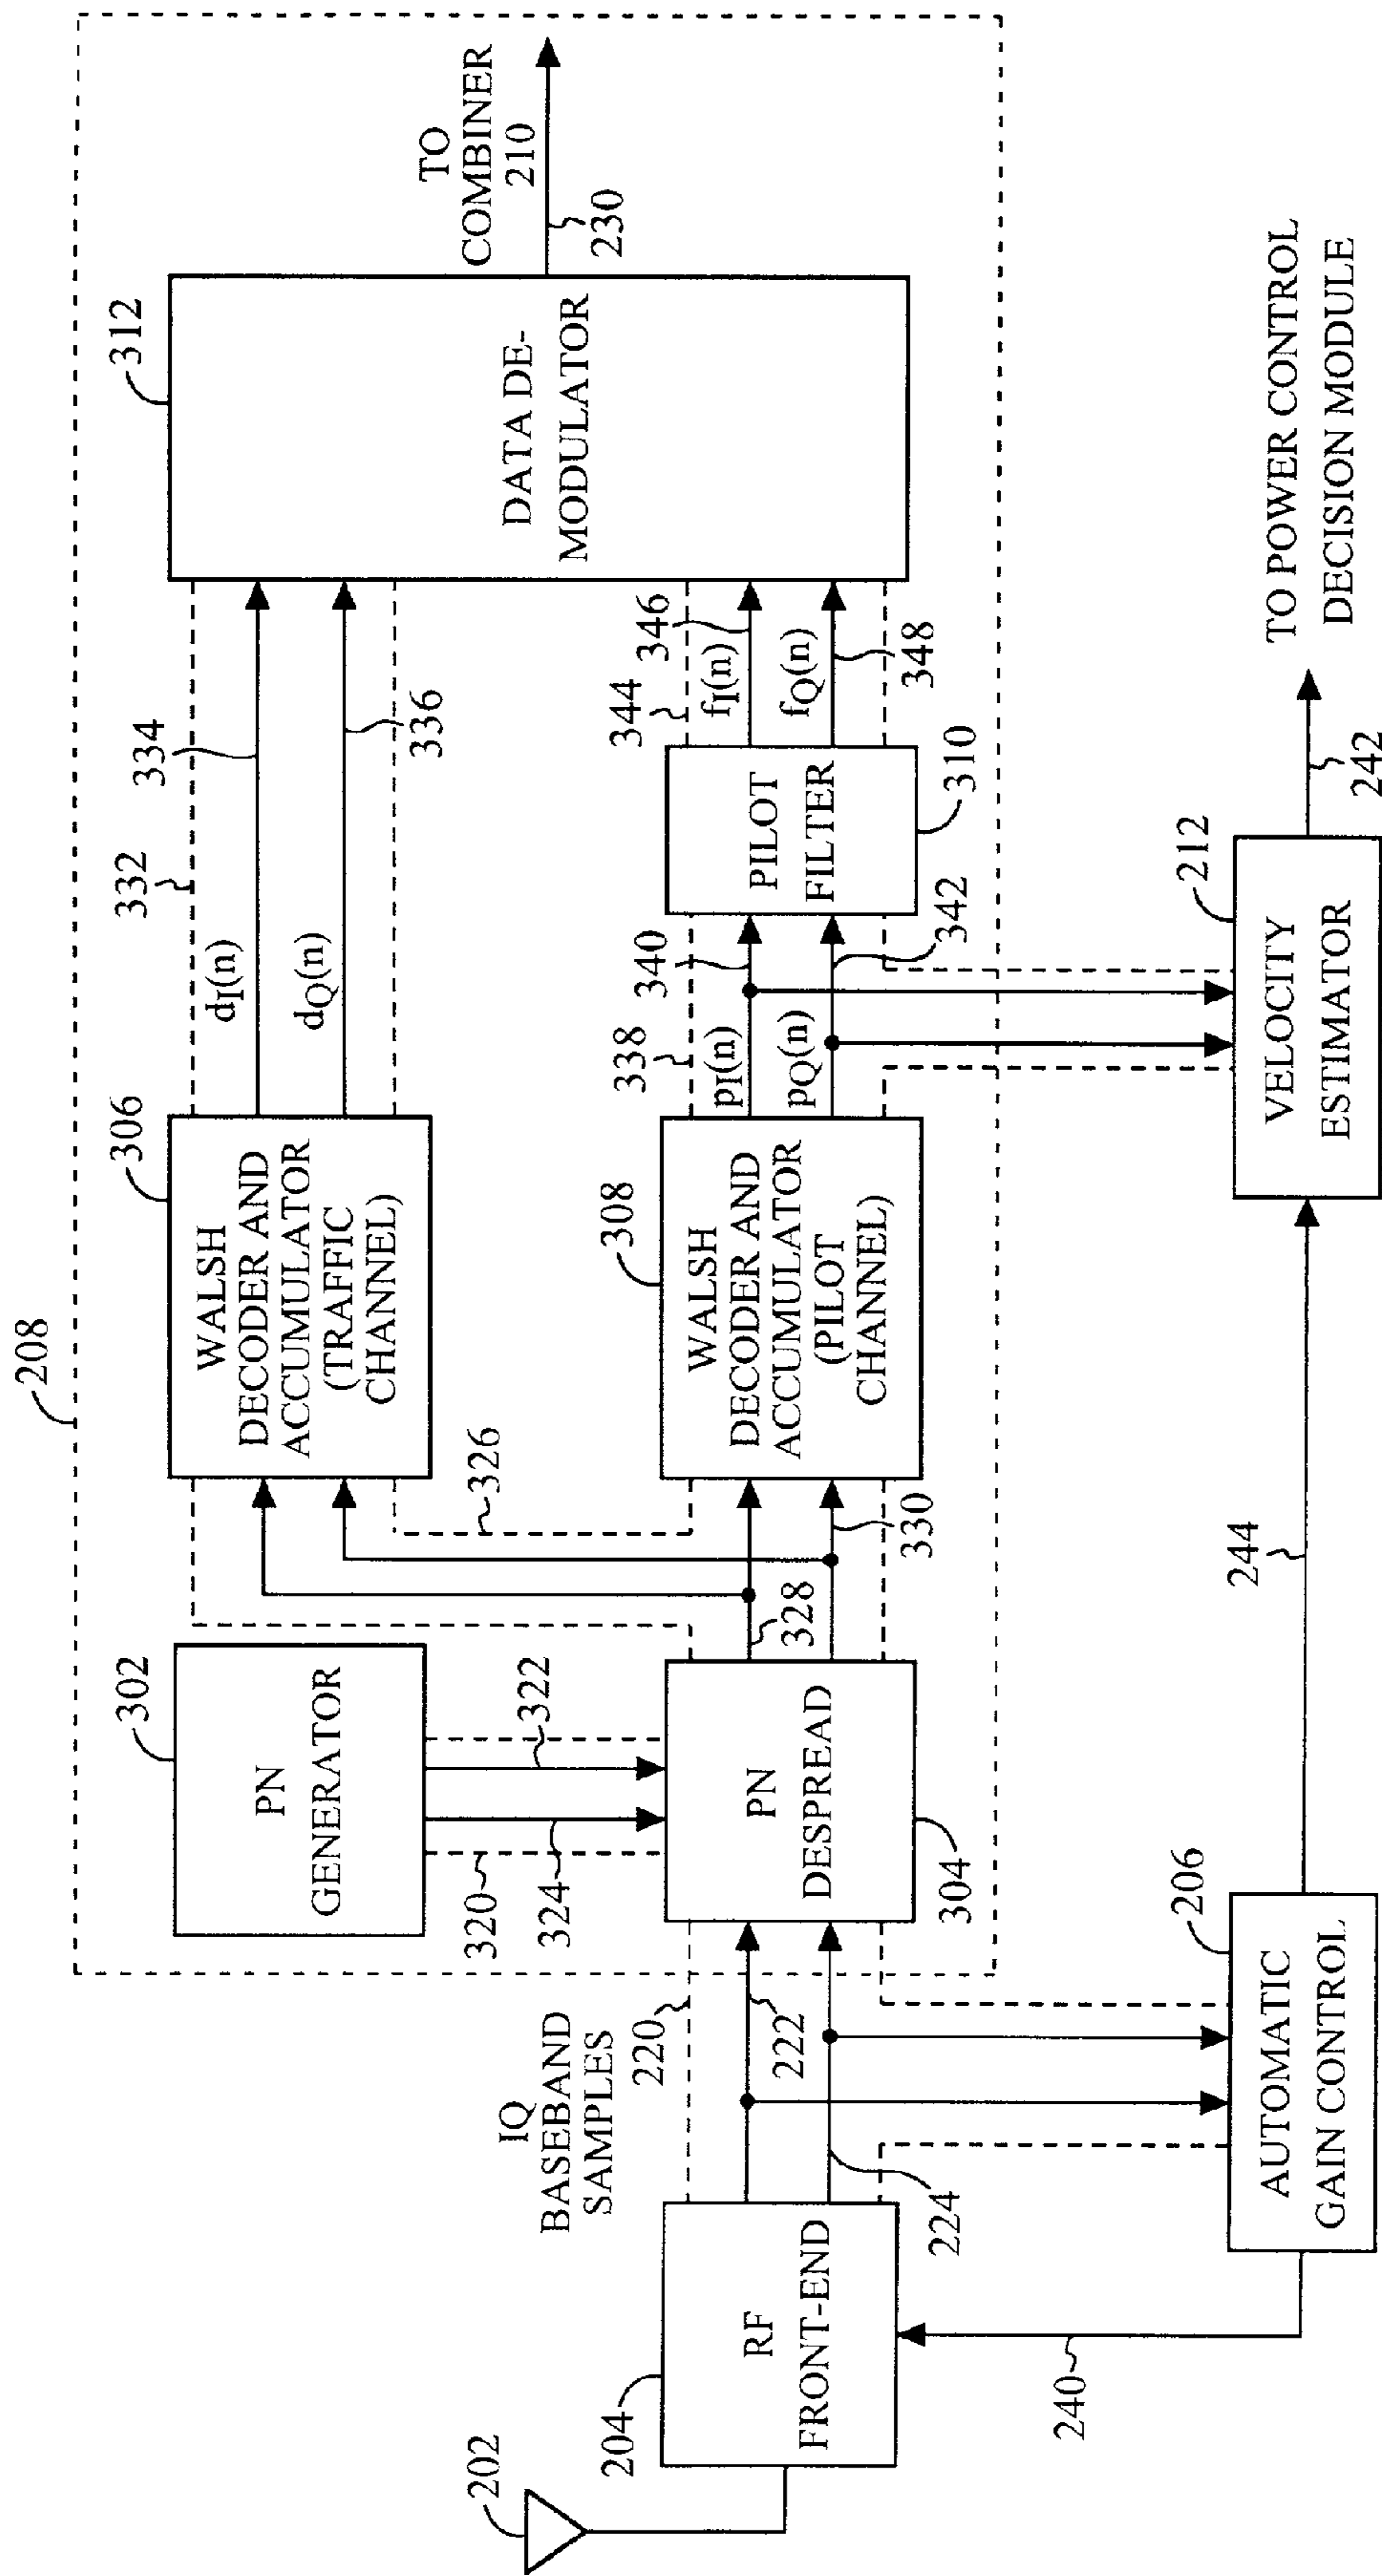 208
302
PN
GENERATOR
320
324
322
306
WALSH
DECODER AND
ACCUMULATOR
(TRAFFIC
CHANNEL)
326
332
334
dI(n)
dQ(n)
336
312
DATA DE-
MODULATOR
TO
COMBINER
210
230
202
204
RF
FRONT-END
IQ
BASEBAND
SAMPLES
220
222
224
PN
DESPREAD
304
328
330
308
WALSH
DECODER AND
ACCUMULATOR
(PILOT
CHANNEL)
338
340
pI(n)
pQ(n)
342
PILOT
FILTER
310
344
346
fI(n)
fQ(n)
348
240
206
AUTOMATIC
GAIN CONTROL
244
212
VELOCITY
ESTIMATOR
242
TO POWER CONTROL
DECISION MODULE